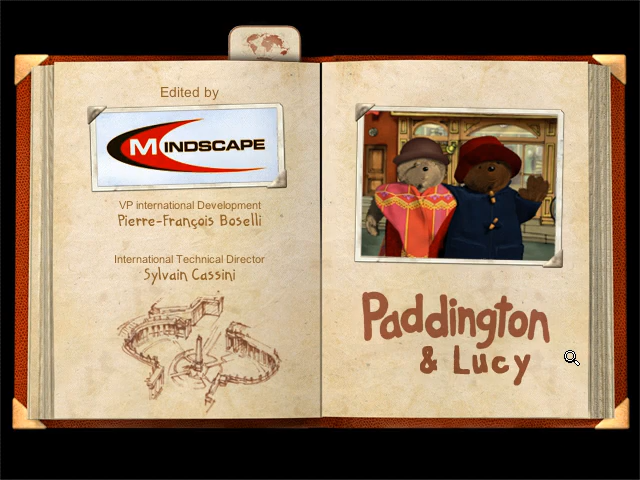 Edited by
MINDSCAPE
VP international Development
Pierre-François Boselli
International Technical Director
Sylvain Cassini
Paddington
& Lucy